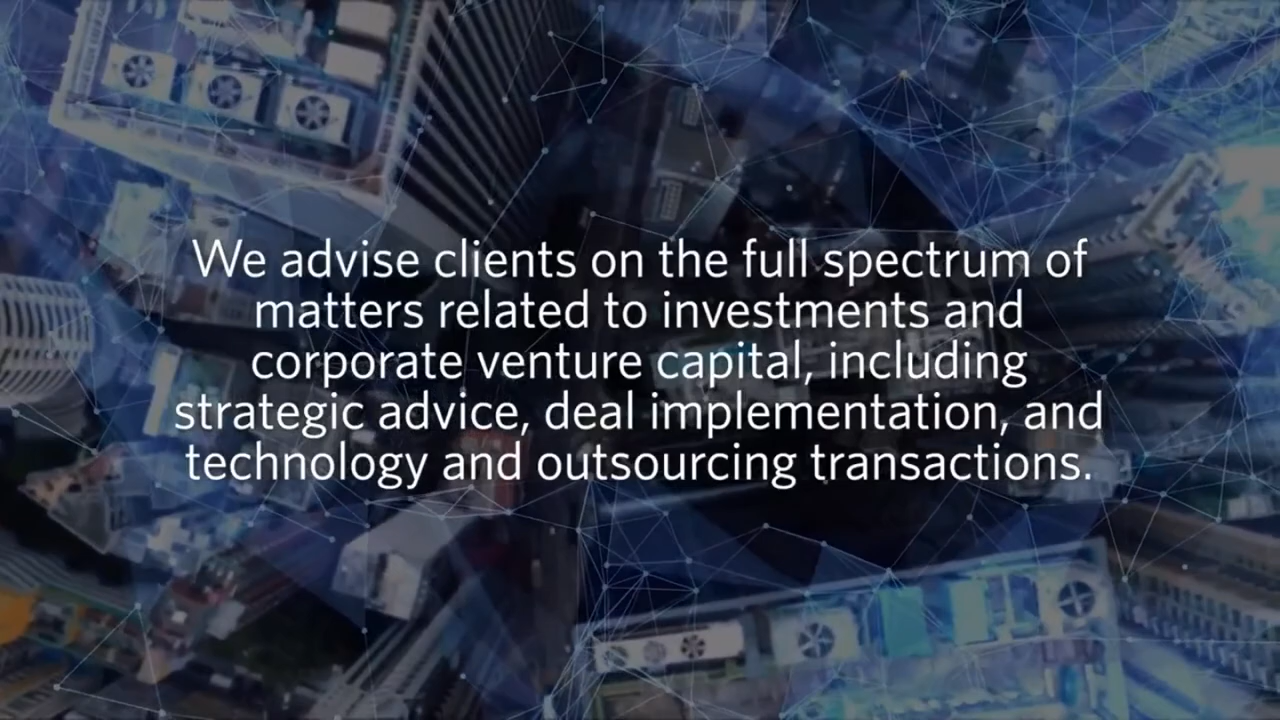 We advise clients on the full spectrum of
matters related to investments and
corporate venture capital, including
strategic advice, deal implementation, and
technology and outsourcing transactions.